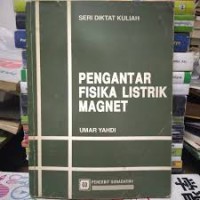 SERI DIKTAT KULIAH
PENGANTAR
FISIKA LISTRIK
MAGNET
UMAR YAHDI
PENERBIT GUNADARMA